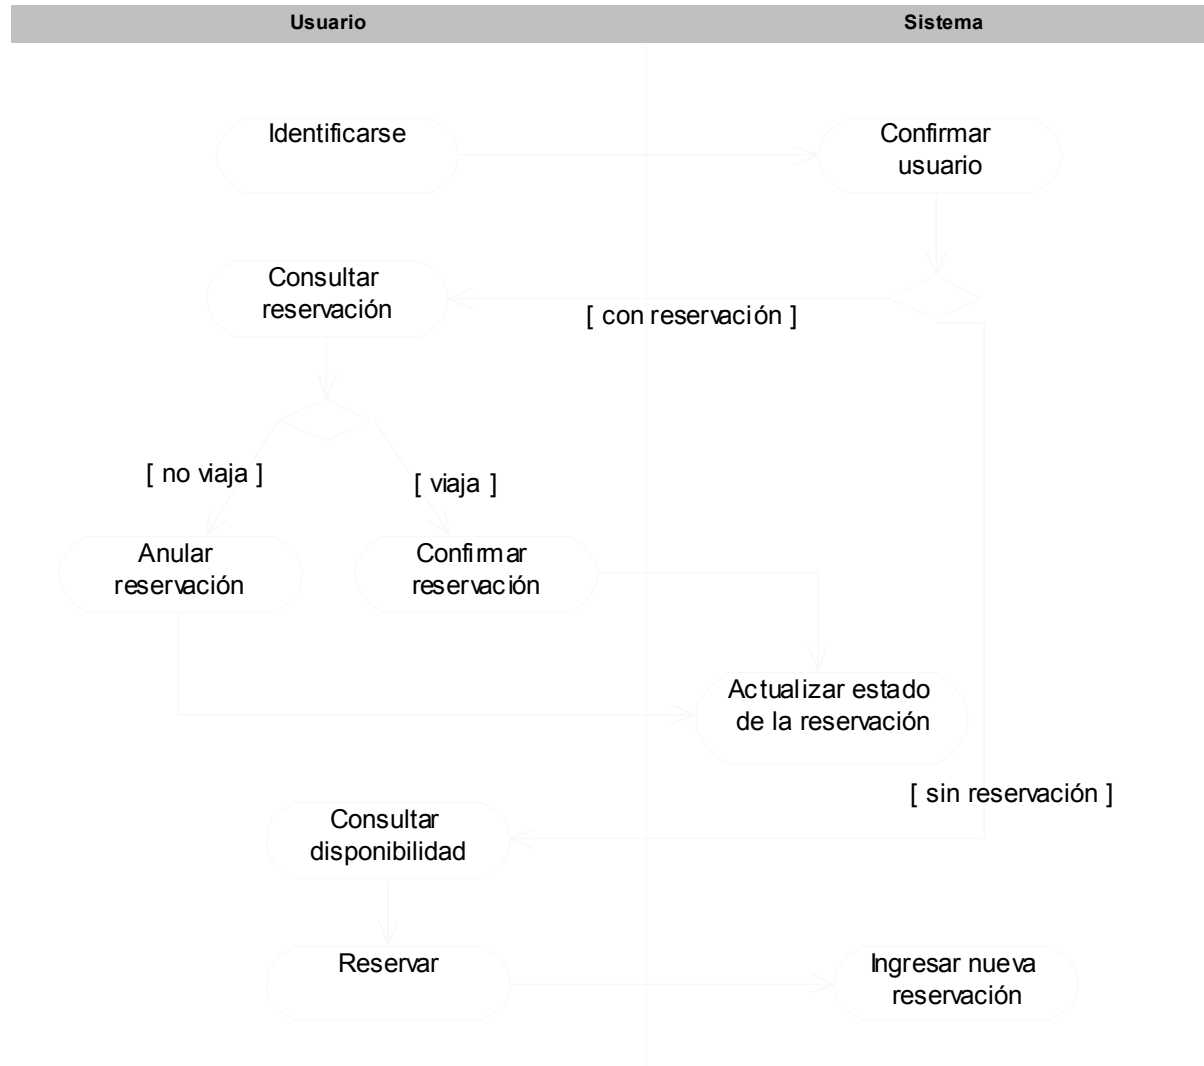 Usuario
Sistema
Identificarse
Confirmar
usuario
Consultar
reservación
[ con reservación ]
[ no viaja ]
[ viaja ]
Anular
reservación
Confirmar
reservación
Actualizar estado
de la reservación
[ sin reservación ]
Consultar
disponibilidad
Reservar
Ingresar nueva
reservación